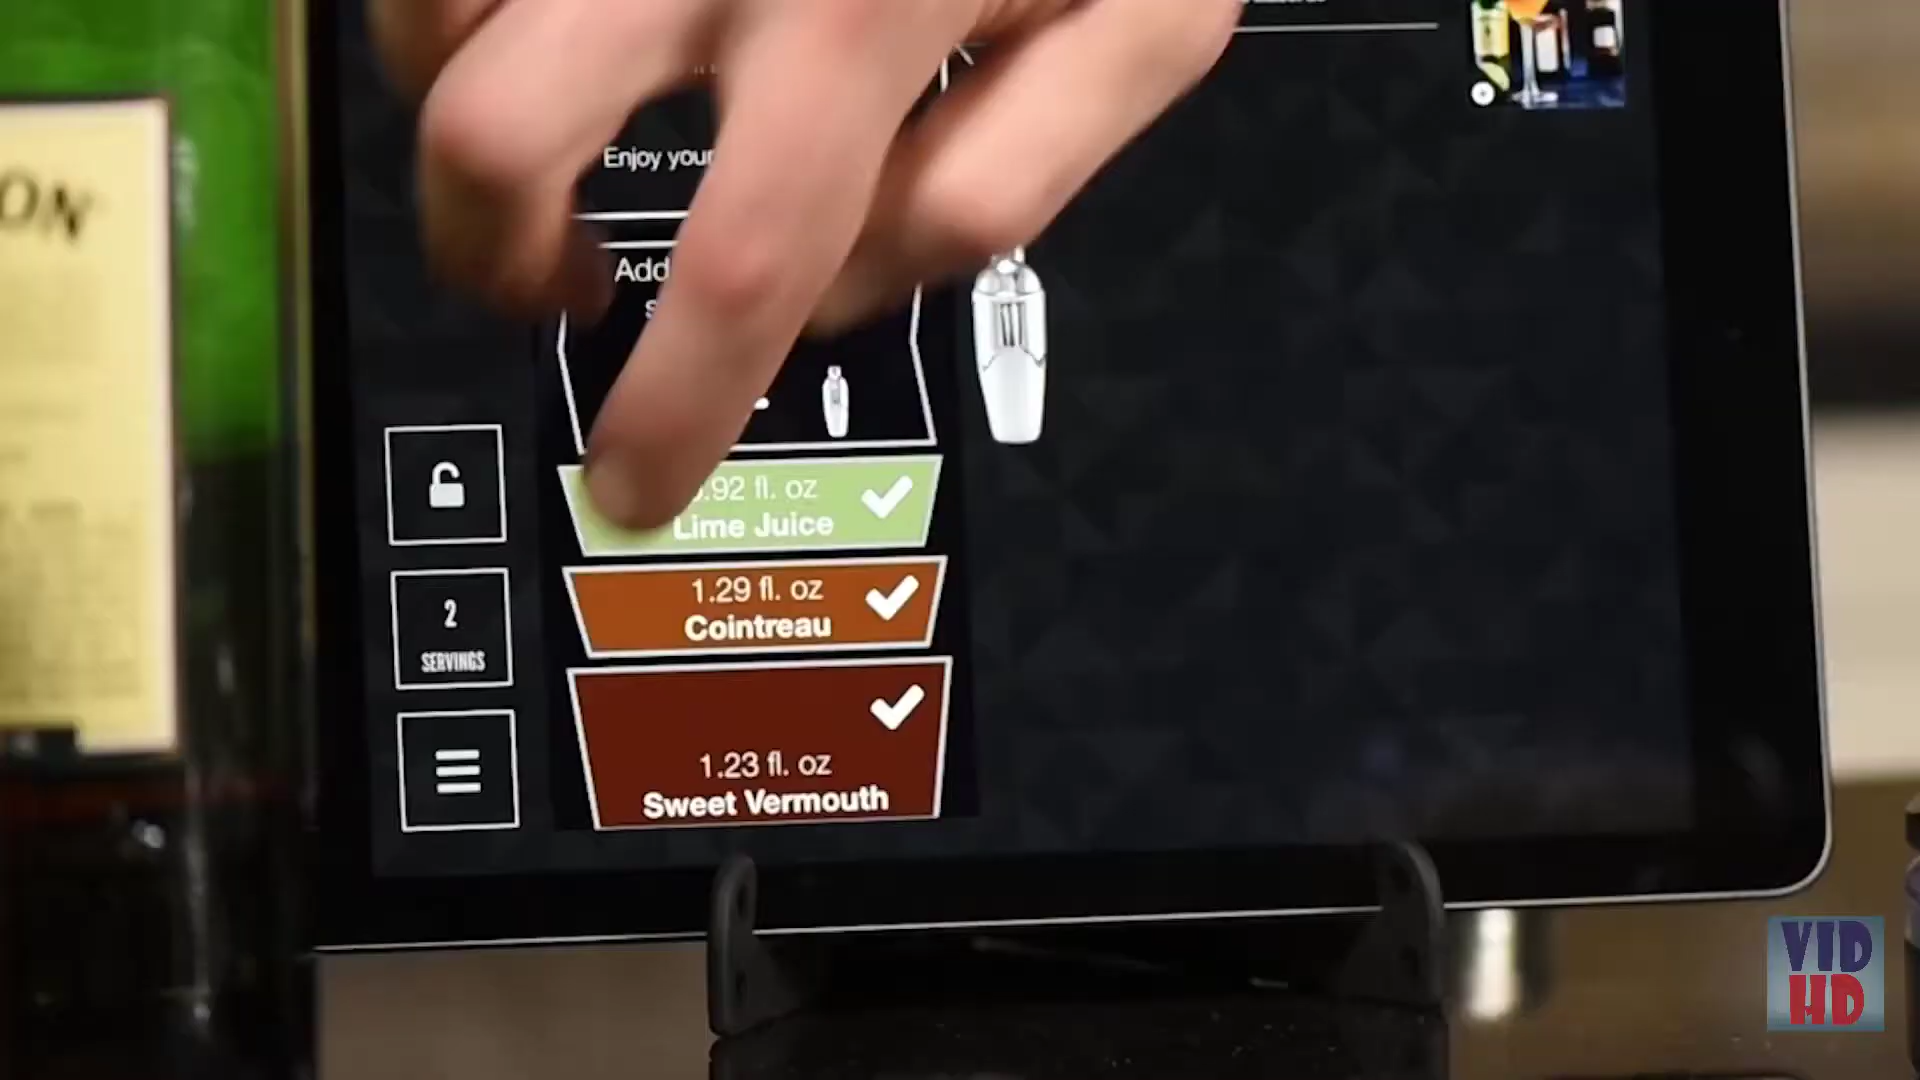 ON
Enjoy your
Add
.92 fl. oz
Lime Juice
1.29 fl. oz
Cointreau
2
SERVINGS
1.23 fl. oz
Sweet Vermouth
VID
HD